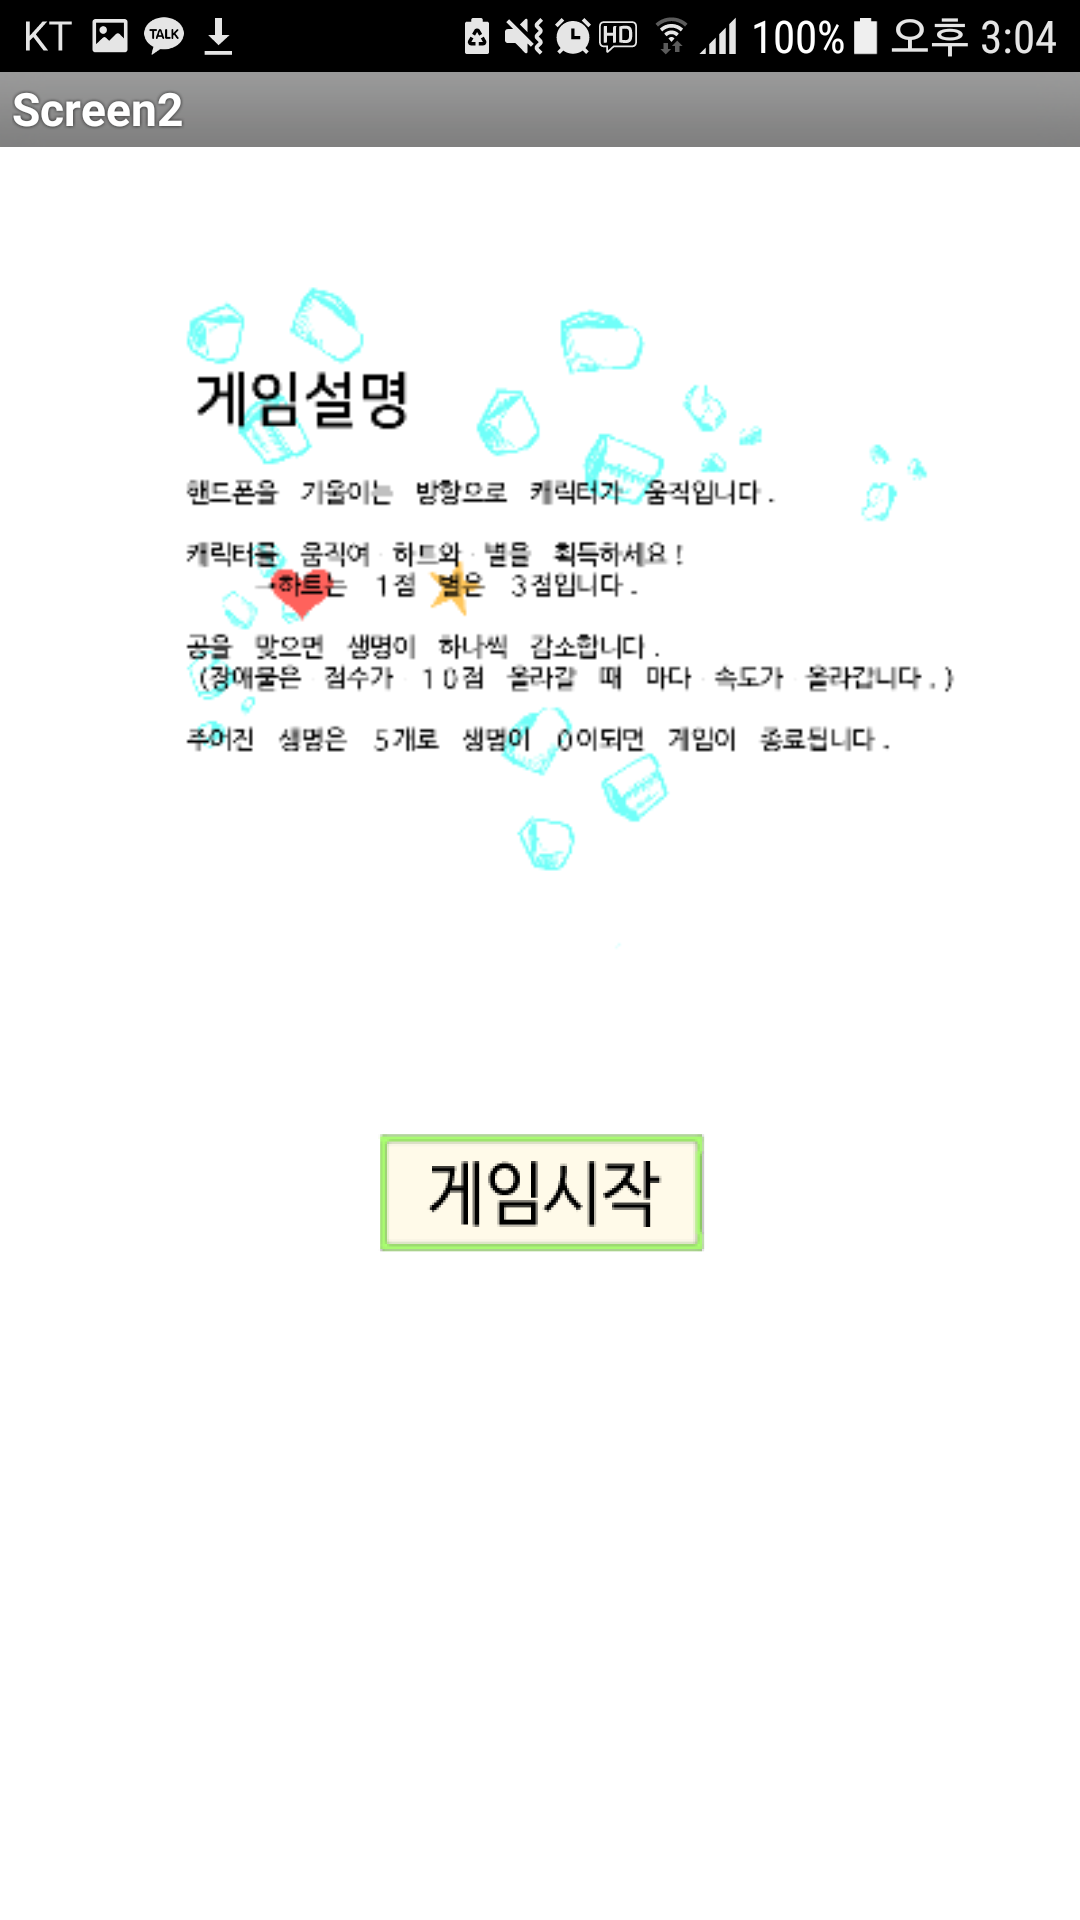 KT TALK HD 100% 오후 3:04
Screen2
게임설명
핸드폰을 기울이는 방향으로 캐릭터가 움직입니다.
캐릭터를 움직여 하트와 별을 획득하세요!
→하트는 1점 별은 3점입니다.
공을 맞으면 생명이 하나씩 감소합니다.
(장애물은 점수가 10점 올라갈 때 마다 속도가 올라갑니다.)
주어진 생명은 5개로 생명이 0이되면 게임이 종료됩니다.
게임시작